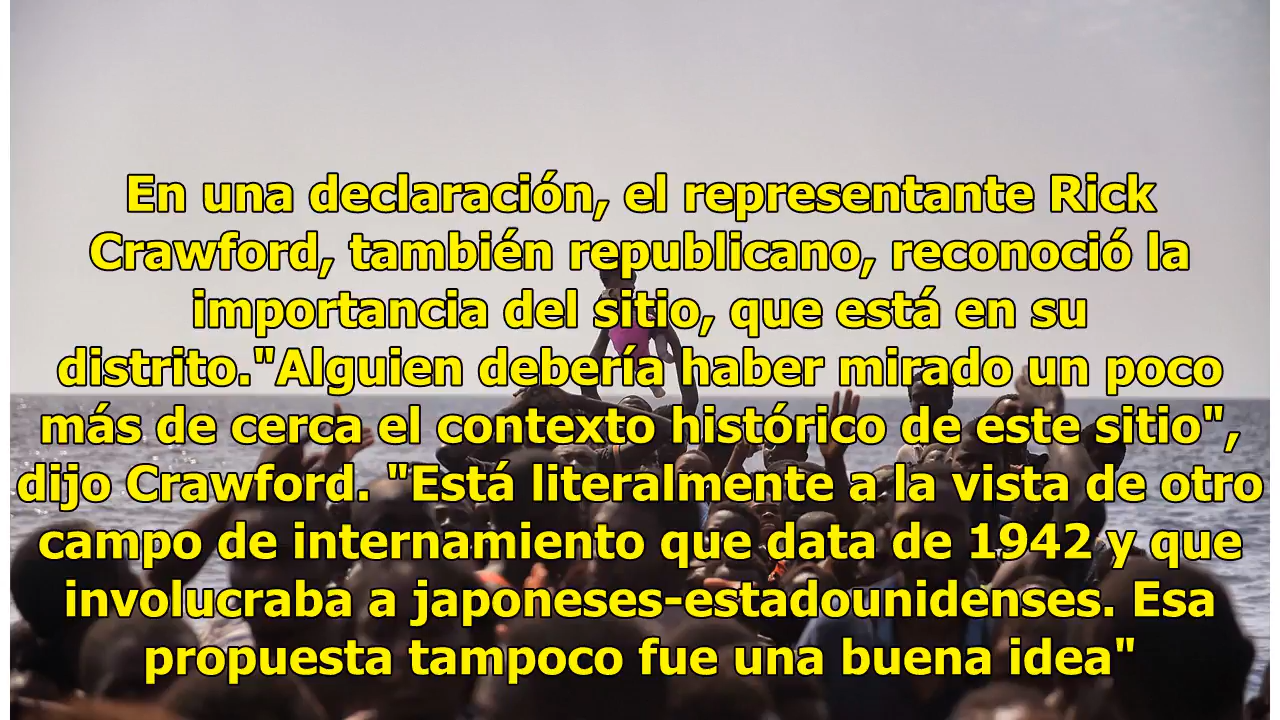 En una declaración, el representante Rick
Crawford, también republicano, reconoció la
importancia del sitio, que está en su
distrito."Alguien debería haber mirado un poco
más de cerca el contexto histórico de este sitio",
dijo Crawford. "Está literalmente a la vista de otro
campo de internamiento que data de 1942 y que
involucraba a japoneses-estadounidenses. Esa
propuesta tampoco fue una buena idea"